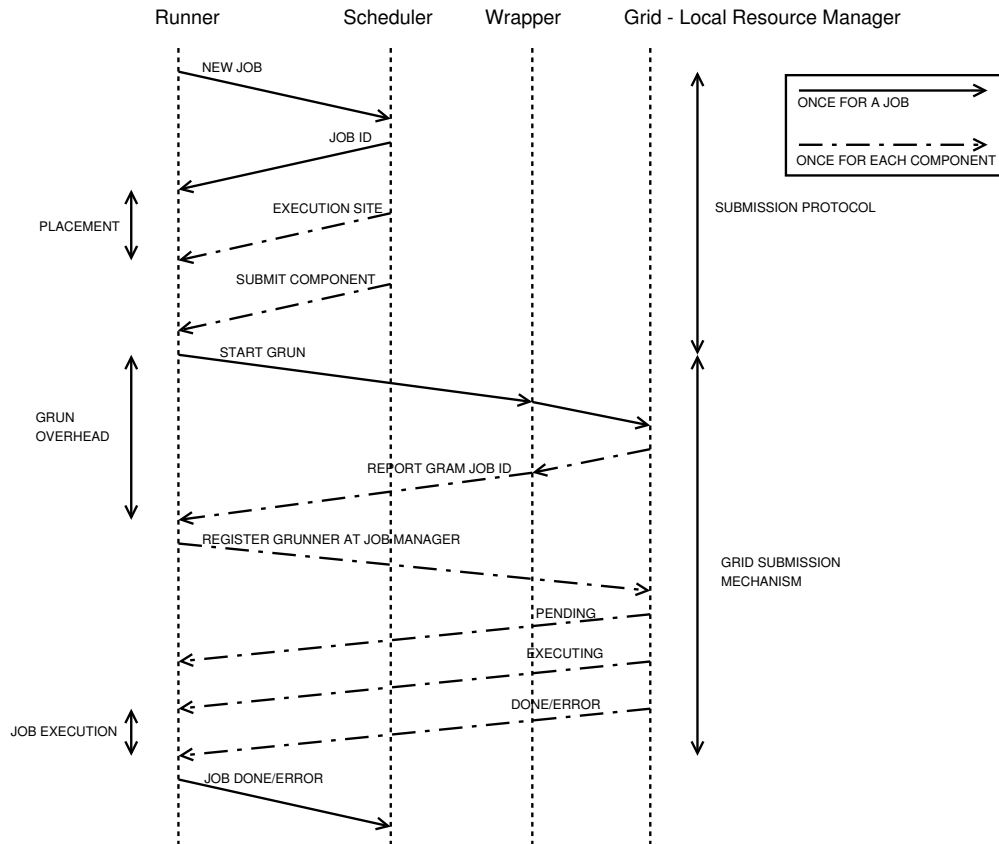 Runner
Scheduler
Wrapper
Grid - Local Resource Manager
NEW JOB
ONCE FOR A JOB
JOB ID
ONCE FOR EACH COMPONENT
EXECUTION SITE
SUBMISSION PROTOCOL
PLACEMENT
SUBMIT COMPONENT
START GRUN
GRUN
OVERHEAD
REPORT GRAM JOB ID
REGISTER GRUNNER AT JOB MANAGER
GRID SUBMISSION
MECHANISM
PENDING
EXECUTING
DONE/ERROR
JOB EXECUTION
JOB DONE/ERROR